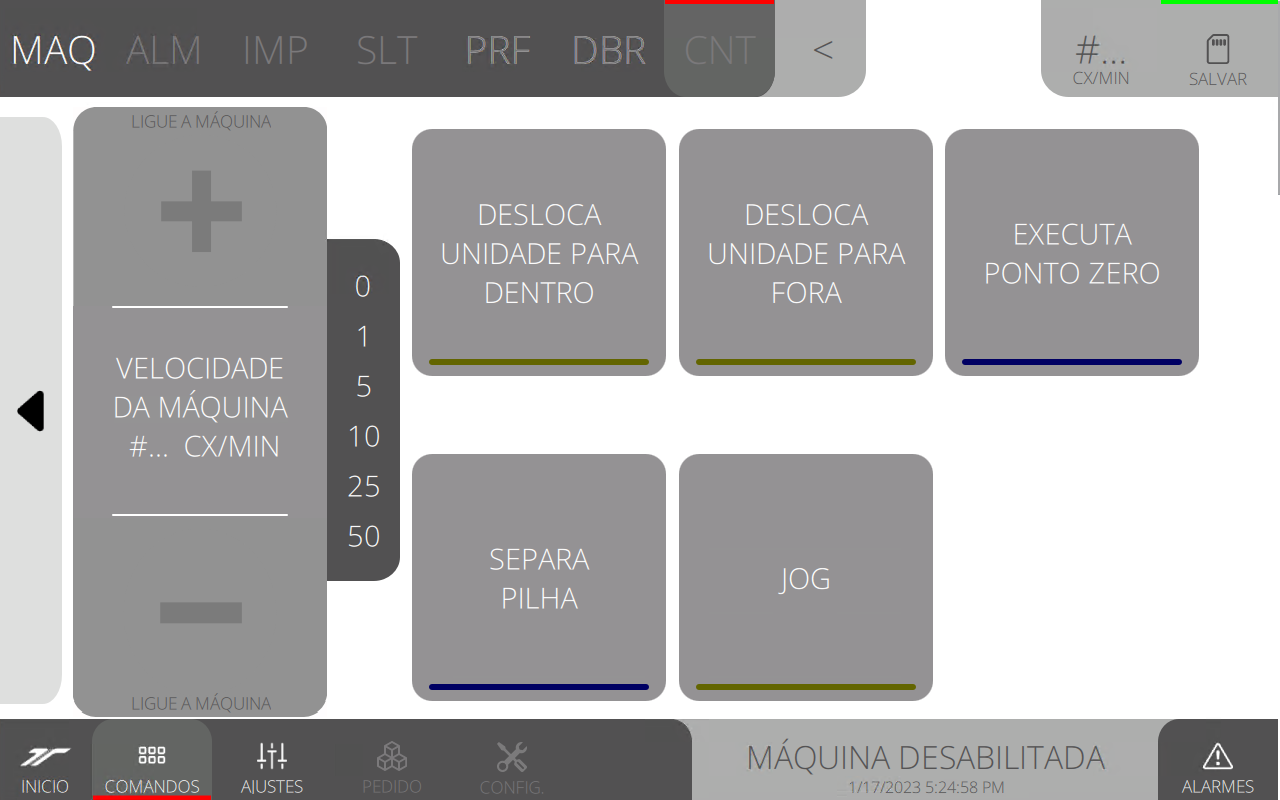 MAQ ALM IMP SLT PRF DBR CNT <
#... CX/MIN
SALVAR
LIGUE A MÁQUINA
VELOCIDADE
DA MÁQUINA
#... CX/MIN
LIGUE A MÁQUINA
0
1
5
10
25
50
DESLOCA
UNIDADE PARA
DENTRO
DESLOCA
UNIDADE PARA
FORA
EXECUTA
PONTO ZERO
SEPARA
PILHA
JOG
INICIO
COMANDOS
AJUSTES
PEDIDO
CONFIG.
MÁQUINA DESABILITADA
1/17/2023 5:24:58 PM
ALARMES